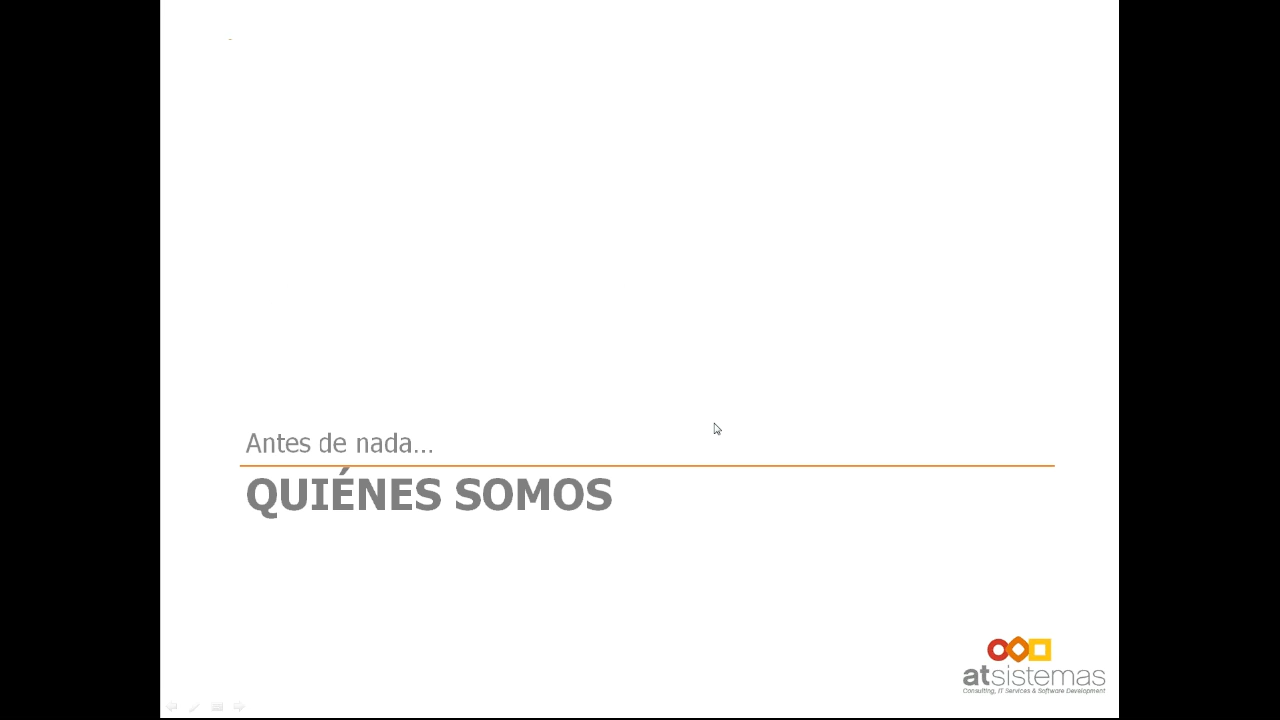 Antes de nada...
QUIÉNES SOMOS
atsistemas
Consulting, IT Services & Software Development